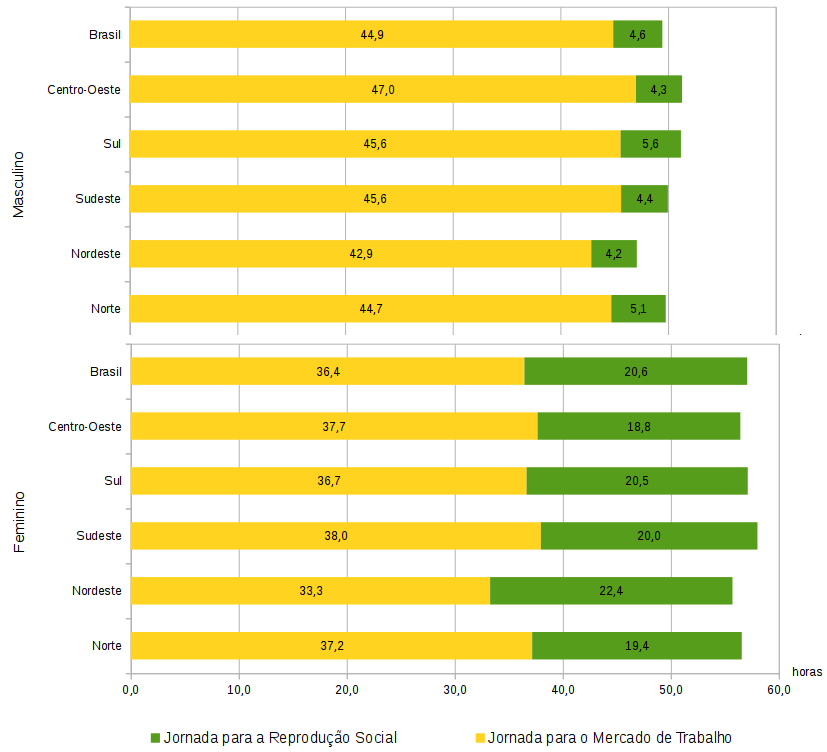 Masculino
Brasil 44,9 4,6
Centro-Oeste 47,0 4,3
Sul 45,6 5,6
Sudeste 45,6 4,4
Nordeste 42,9 4,2
Norte 44,7 5,1
Feminino
Brasil 36,4 20,6
Centro-Oeste 37,7 18,8
Sul 36,7 20,5
Sudeste 38,0 20,0
Nordeste 33,3 22,4
Norte 37,2 19,4
horas
0,0 10,0 20,0 30,0 40,0 50,0 60,0
Jornada para a Reprodução Social Jornada para o Mercado de Trabalho